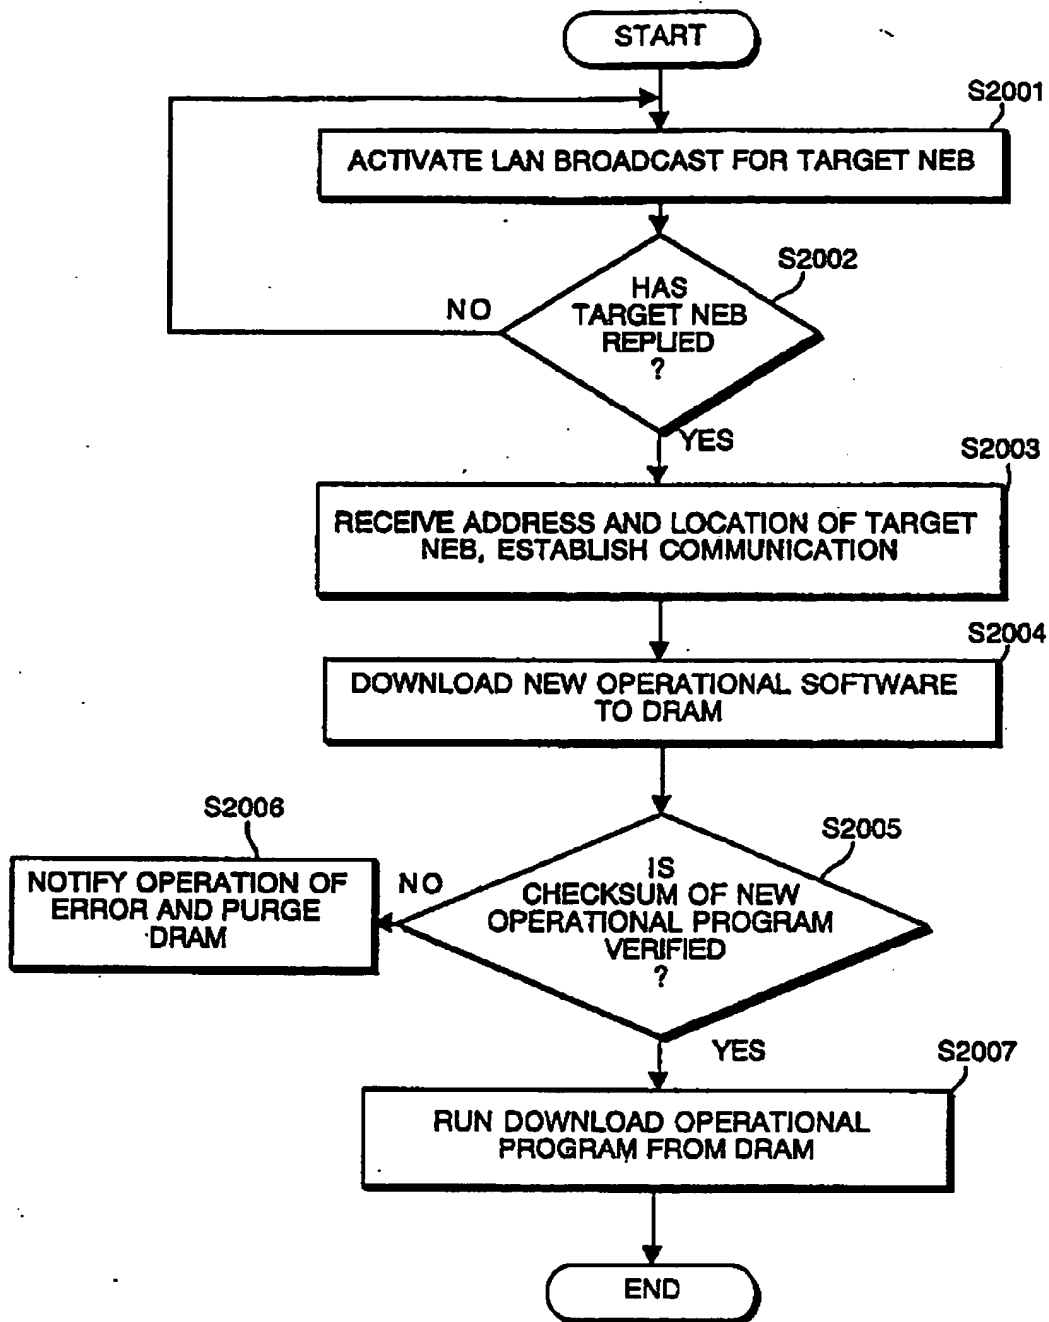 START
S2001
ACTIVATE LAN BROADCAST FOR TARGET NEB
S2002
HAS
TARGET NEB
REPLIED
?
NO
YES
S2003
RECEIVE ADDRESS AND LOCATION OF TARGET
NEB, ESTABLISH COMMUNICATION
S2004
DOWNLOAD NEW OPERATIONAL SOFTWARE
TO DRAM
S2005
IS
CHECKSUM OF NEW
OPERATIONAL PROGRAM
VERIFIED
?
NO
S2006
NOTIFY OPERATION OF
ERROR AND PURGE
DRAM
YES
S2007
RUN DOWNLOAD OPERATIONAL
PROGRAM FROM DRAM
END